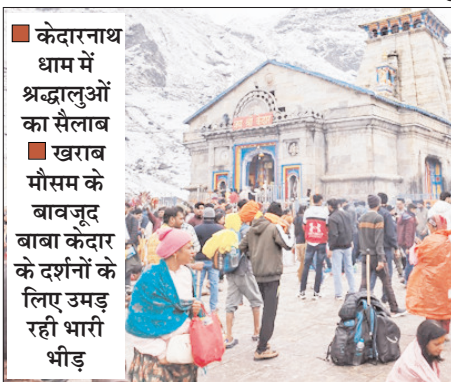 केदारनाथ
धाम में
श्रद्धालुओं
का सैलाब
खराब
मौसम के
बावजूद
बाबा केदार
के दर्शनों के
लिए उमड़
रही भारी
भीड़